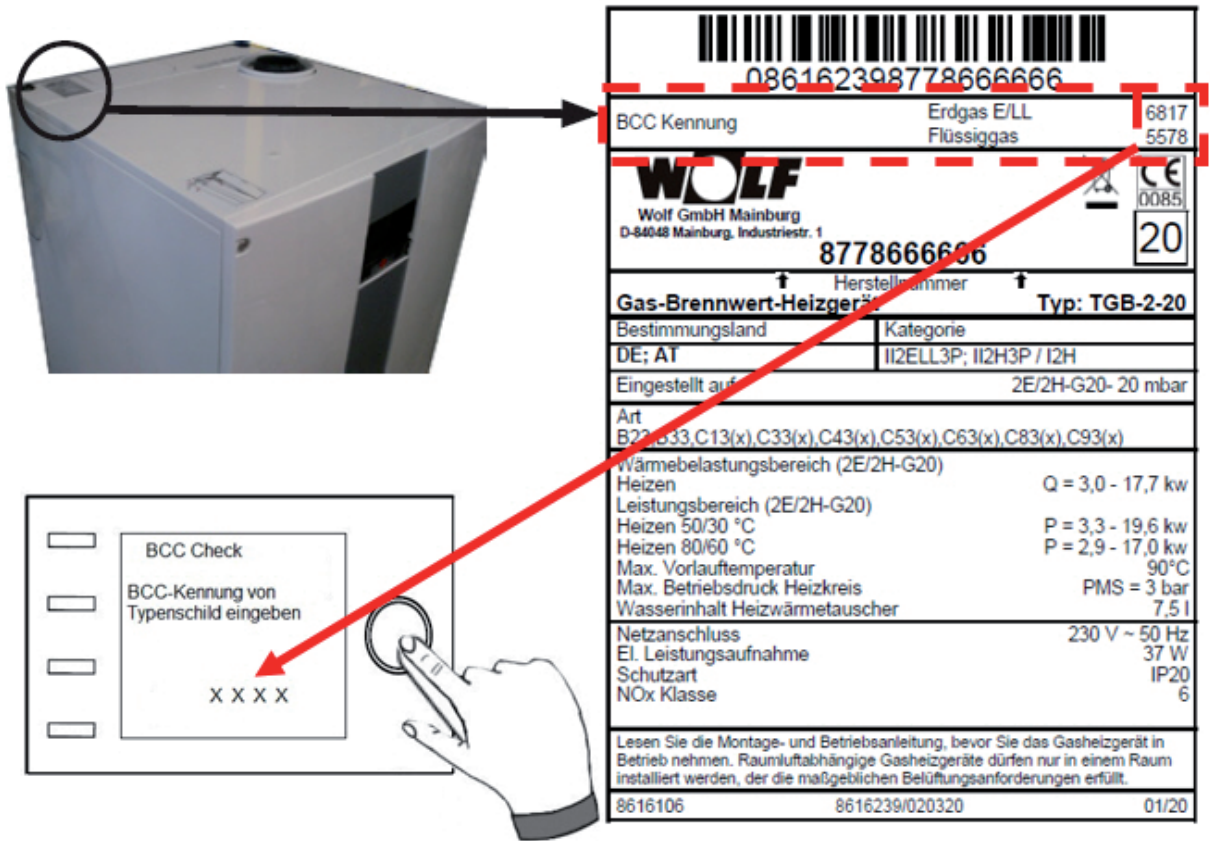 086162398778666666
BCC Kennung Erdgas E/LL 6817
Flüssiggas 5578
WOLF
Wolf GmbH Mainburg
D-84048 Mainburg, Industriestr. 1
8778666666
CE
0085
20
Herstellnummer
Gas-Brennwert-Heizgerät Typ: TGB-2-20
Bestimmungsland Kategorie
DE; AT II2ELL3P; II2H3P / I2H
Eingestellt auf 2E/2H-G20- 20 mbar
Art
B23,B33,C13(x),C33(x),C43(x),C53(x),C63(x),C83(x),C93(x)
Wärmebelastungsbereich (2E/2H-G20)
Heizen Q = 3,0 - 17,7 kw
Leistungsbereich (2E/2H-G20)
Heizen 50/30 °C P = 3,3 - 19,6 kw
Heizen 80/60 °C P = 2,9 - 17,0 kw
Max. Vorlauftemperatur 90°C
Max. Betriebsdruck Heizkreis PMS = 3 bar
Wasserinhalt Heizwärmetauscher 7,5 l
Netzanschluss 230 V ~ 50 Hz
El. Leistungsaufnahme 37 W
Schutzart IP20
NOx Klasse 6
Lesen Sie die Montage- und Betriebsanleitung, bevor Sie das Gasheizgerät in
Betrieb nehmen. Raumluftabhängige Gasheizgeräte dürfen nur in einem Raum
installiert werden, der die maßgeblichen Belüftungsanforderungen erfüllt.
8616106 8616239/020320 01/20
BCC Check
BCC-Kennung von
Typenschild eingeben
X X X X